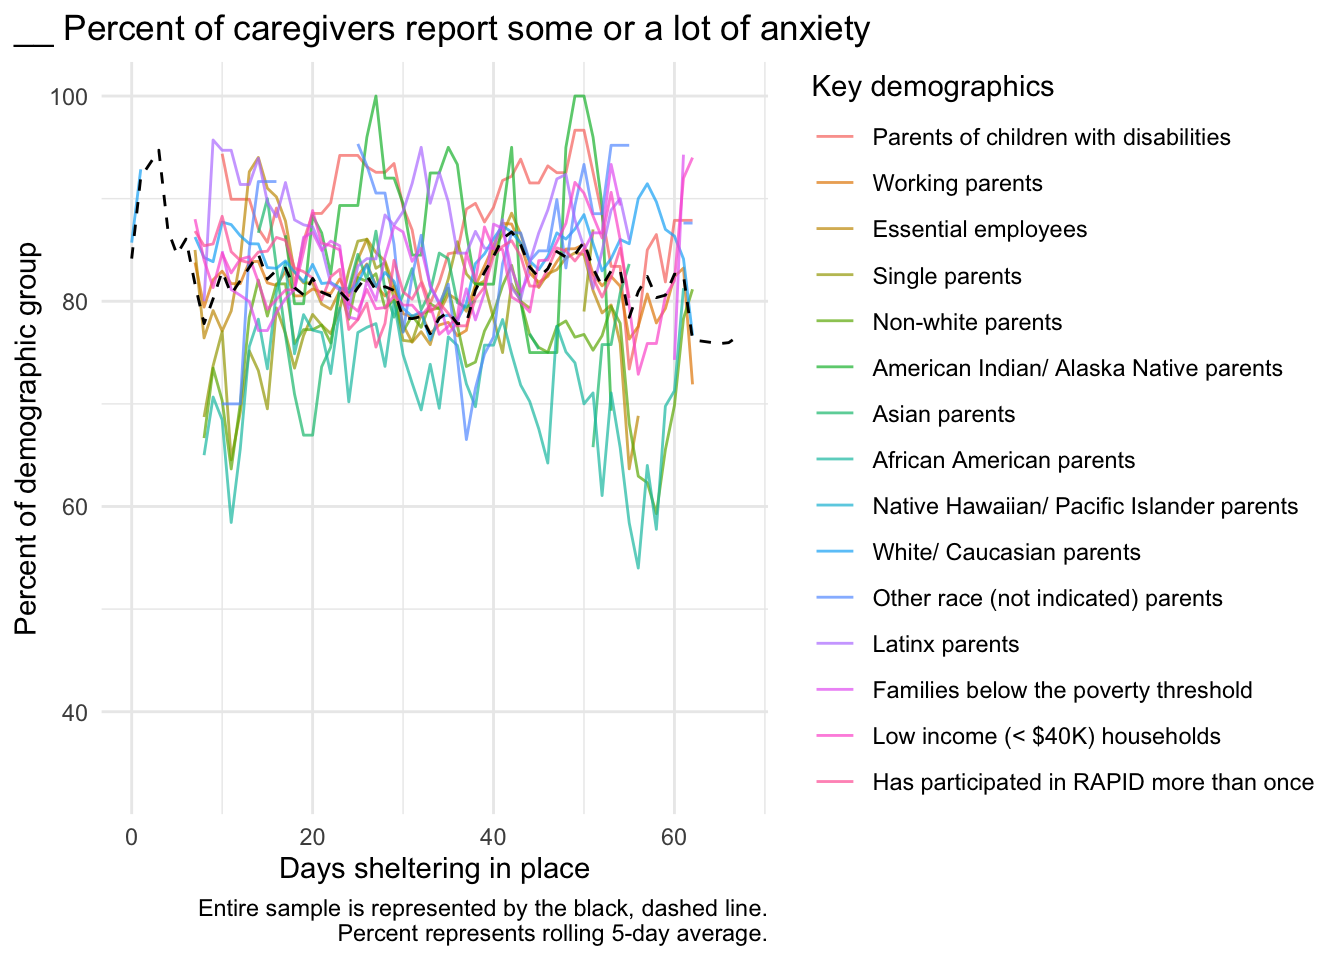 __ Percent of caregivers report some or a lot of anxiety
Percent of demographic group
100
80
60
40
0
20
40
60
Days sheltering in place
Key demographics
Parents of children with disabilities
Working parents
Essential employees
Single parents
Non-white parents
American Indian/ Alaska Native parents
Asian parents
African American parents
Native Hawaiian/ Pacific Islander parents
White/ Caucasian parents
Other race (not indicated) parents
Latinx parents
Families below the poverty threshold
Low income (< $40K) households
Has participated in RAPID more than once
Entire sample is represented by the black, dashed line.
Percent represents rolling 5-day average.